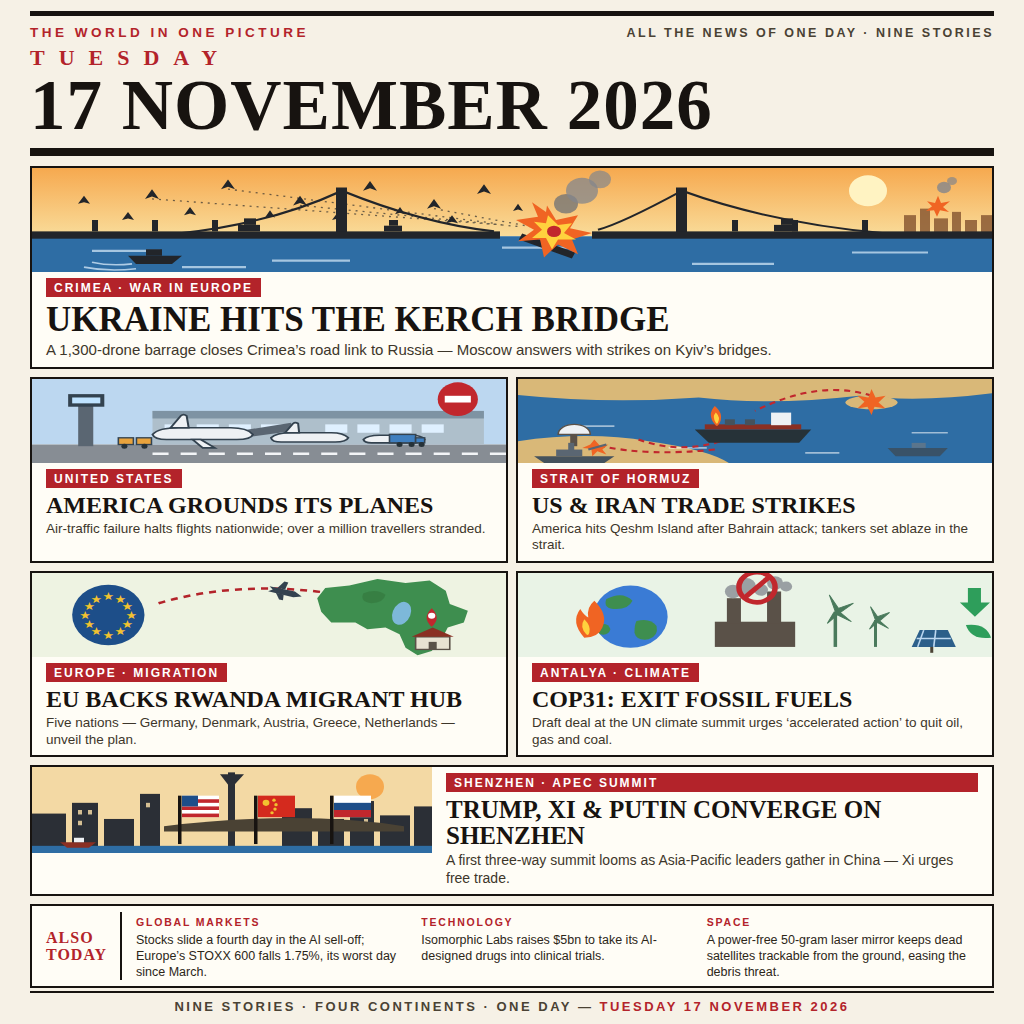 THE WORLD IN ONE PICTURE
ALL THE NEWS OF ONE DAY · NINE STORIES
TUESDAY
17 NOVEMBER 2026
CRIMEA · WAR IN EUROPE
UKRAINE HITS THE KERCH BRIDGE
A 1,300-drone barrage closes Crimea’s road link to Russia — Moscow answers with strikes on Kyiv’s bridges.
UNITED STATES
AMERICA GROUNDS ITS PLANES
Air-traffic failure halts flights nationwide; over a million travellers stranded.
STRAIT OF HORMUZ
US & IRAN TRADE STRIKES
America hits Qeshm Island after Bahrain attack; tankers set ablaze in the
strait.
EUROPE · MIGRATION
EU BACKS RWANDA MIGRANT HUB
Five nations — Germany, Denmark, Austria, Greece, Netherlands —
unveil the plan.
ANTALYA · CLIMATE
COP31: EXIT FOSSIL FUELS
Draft deal at the UN climate summit urges ‘accelerated action’ to quit oil,
gas and coal.
SHENZHEN · APEC SUMMIT
TRUMP, XI & PUTIN CONVERGE ON
SHENZHEN
A first three-way summit looms as Asia-Pacific leaders gather in China — Xi urges
free trade.
ALSO
TODAY
GLOBAL MARKETS
Stocks slide a fourth day in the AI sell-off;
Europe’s STOXX 600 falls 1.75%, its worst day
since March.
TECHNOLOGY
Isomorphic Labs raises $5bn to take its AI-
designed drugs into clinical trials.
SPACE
A power-free 50-gram laser mirror keeps dead
satellites trackable from the ground, easing the
debris threat.
NINE STORIES · FOUR CONTINENTS · ONE DAY — TUESDAY 17 NOVEMBER 2026